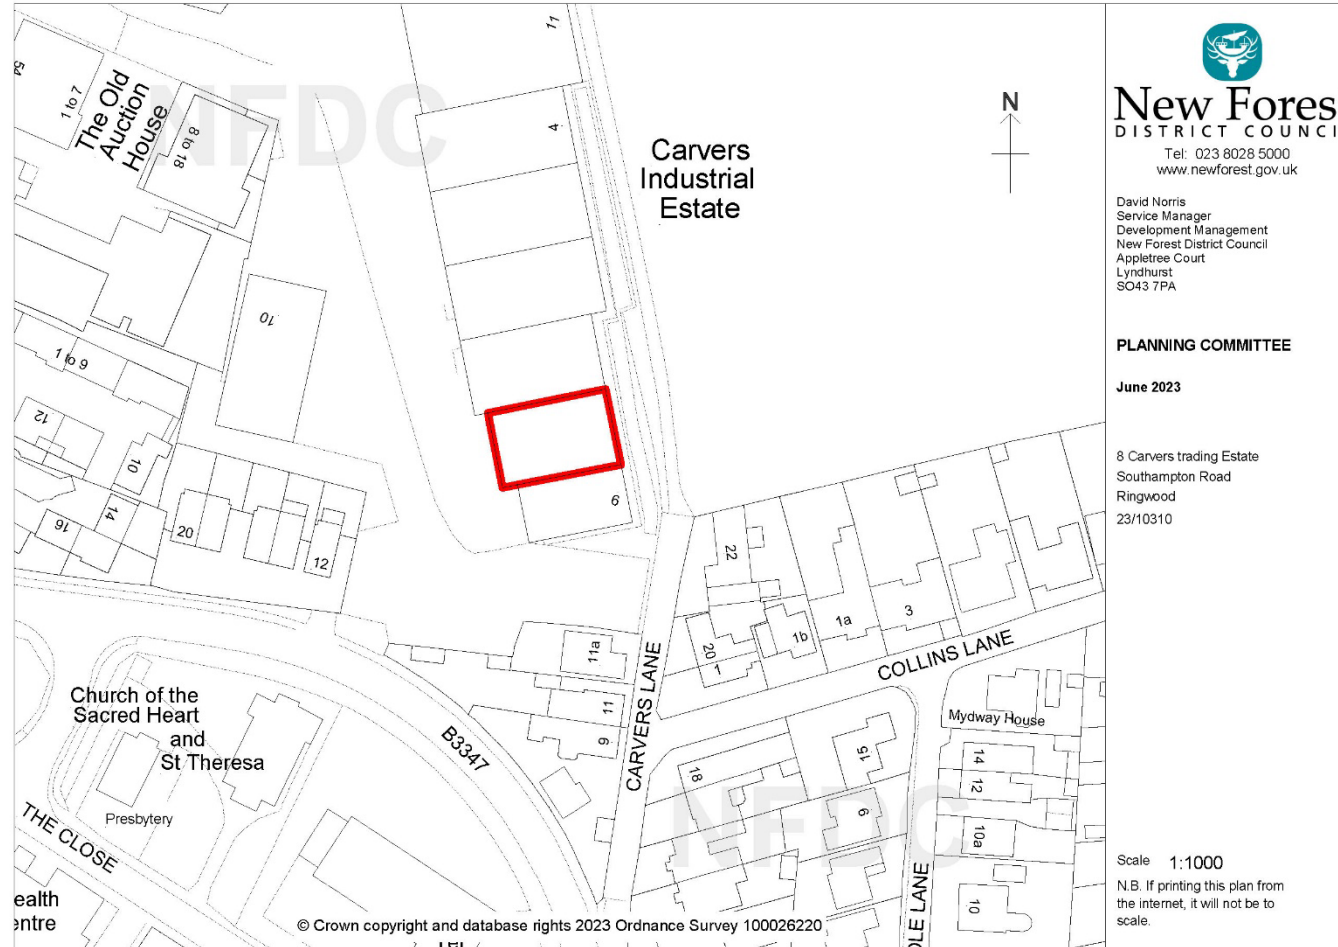 11
54
1 to 7
The Old
Auction
House
8 to 18
NFDC
4
Carvers
Industrial
Estate
N
10
1 to 9
12
10
14
16
20
12
6
22
20
1
1b
1a
3
COLLINS LANE
CARVERS LANE
11a
11
9
B3347
Church of the
Sacred Heart
and
St Theresa
Presbytery
THE CLOSE
ealth
entre
Mydway House
18
15
14
12
9
10a
10
NFDC
OLE LANE
© Crown copyright and database rights 2023 Ordnance Survey 100026220
New Fores
DISTRICT COUNCI
Tel: 023 8028 5000
www.newforest.gov.uk
David Norris
Service Manager
Development Management
New Forest District Council
Appletree Court
Lyndhurst
SO43 7PA
PLANNING COMMITTEE
June 2023
8 Carvers trading Estate
Southampton Road
Ringwood
23/10310
Scale 1:1000
N.B. If printing this plan from
the internet, it will not be to
scale.